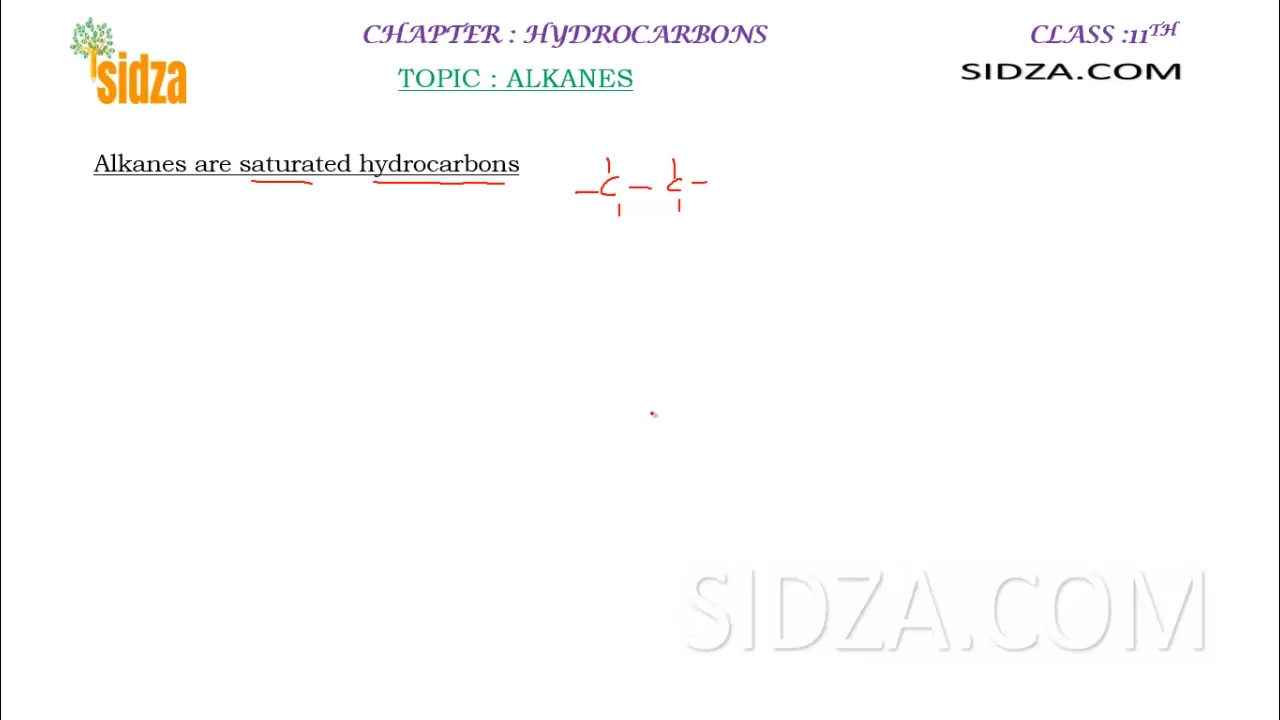 CHAPTER : HYDROCARBONS
CLASS :11TH
sidza
TOPIC : ALKANES
SIDZA.COM
Alkanes are saturated hydrocarbons
C – C
SIDZA.COM